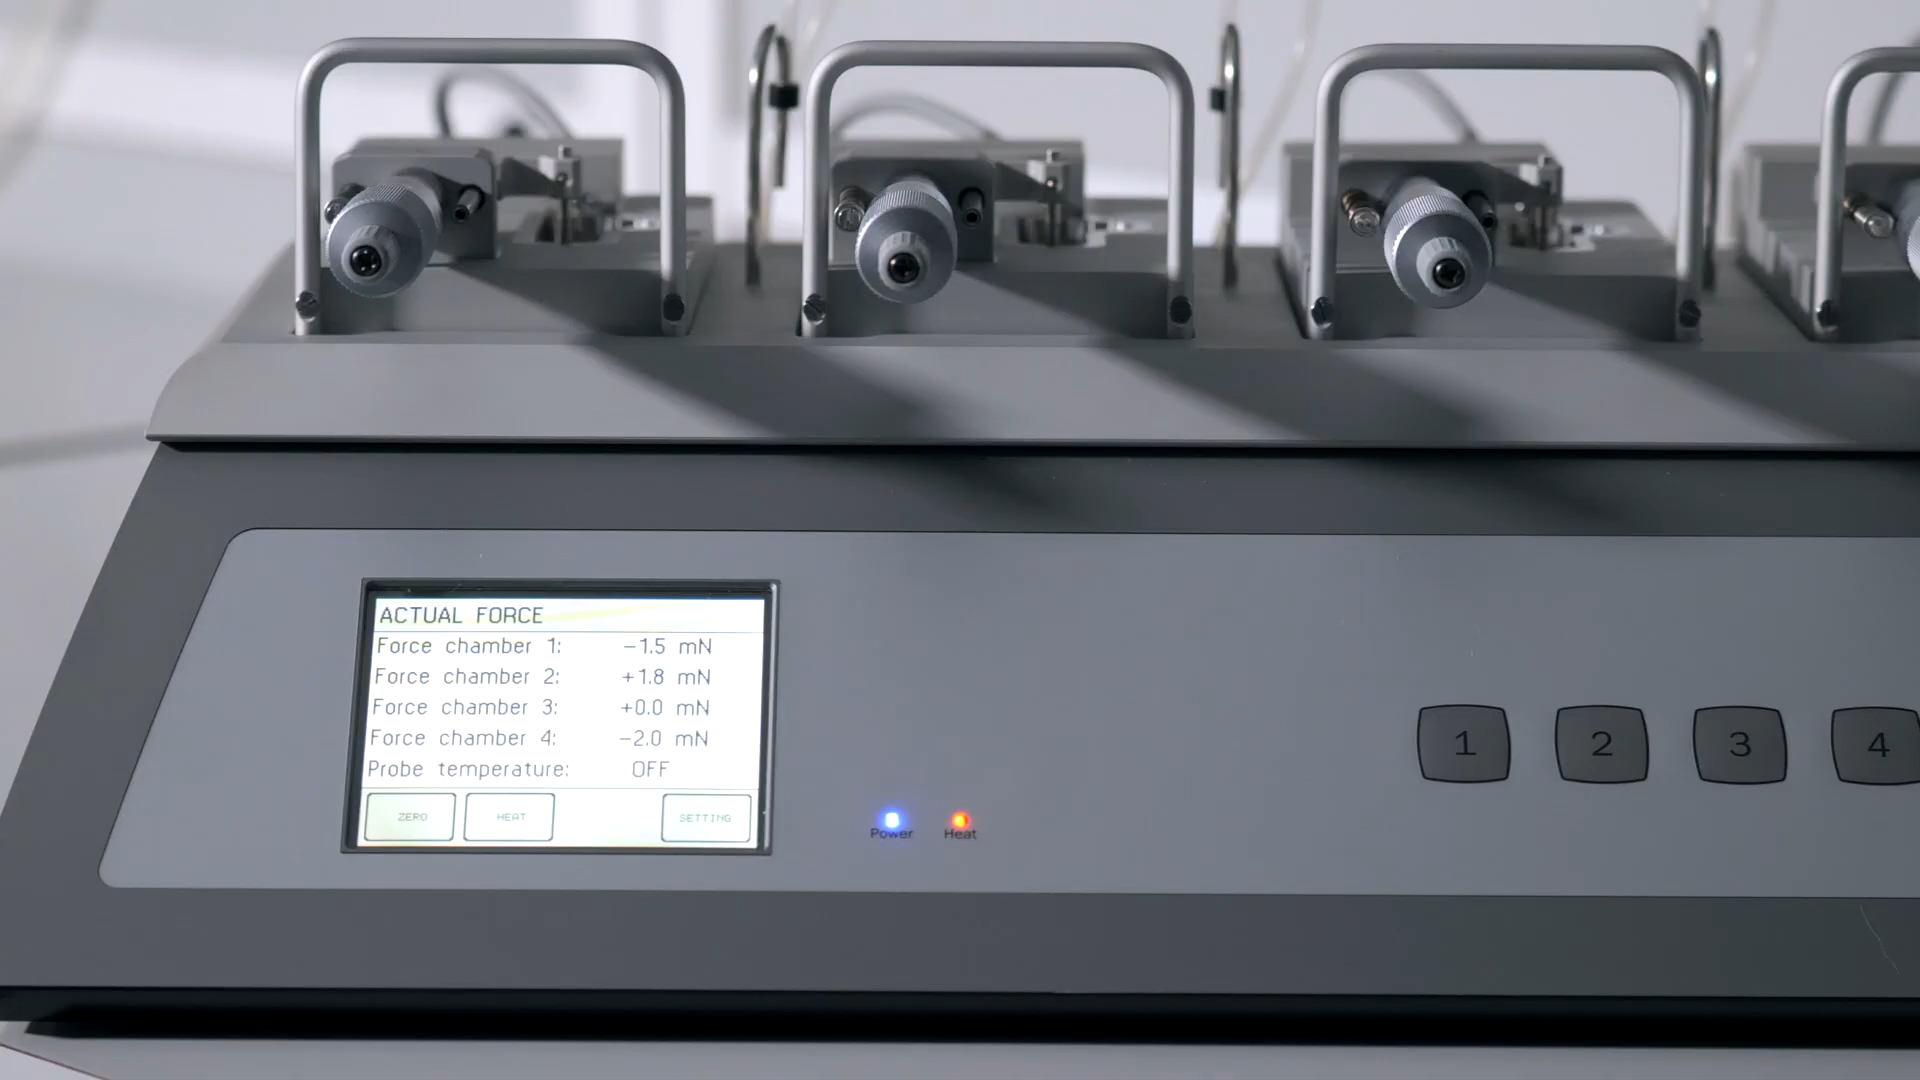 ACTUAL FORCE
Force chamber 1: -1.5 mN
Force chamber 2: +1.8 mN
Force chamber 3: +0.0 mN
Force chamber 4: -2.0 mN
Probe temperature: OFF
ZERO HEAT SETTING
Power Heat
1 2 3 4